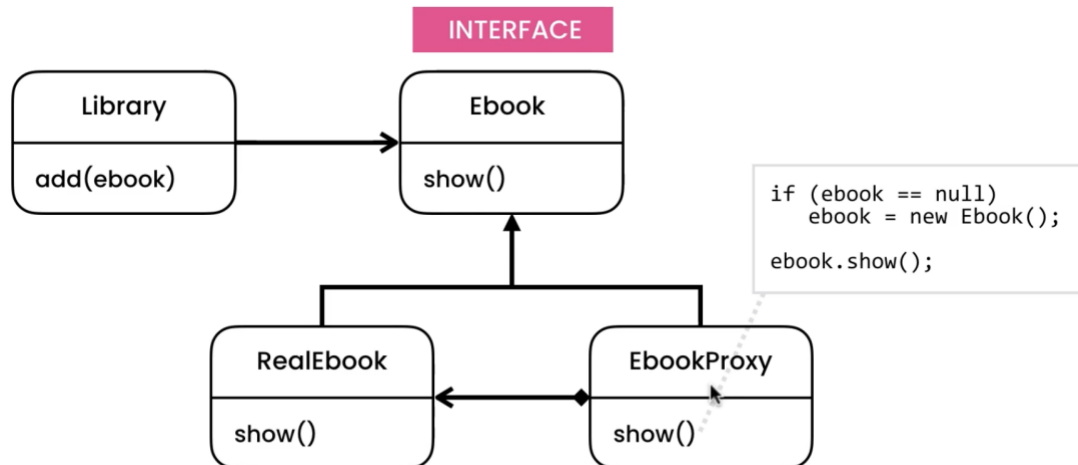 INTERFACE
Library
add(ebook)
Ebook
show()
if (ebook == null)
   ebook = new Ebook();
ebook.show();
RealEbook
show()
EbookProxy
show()